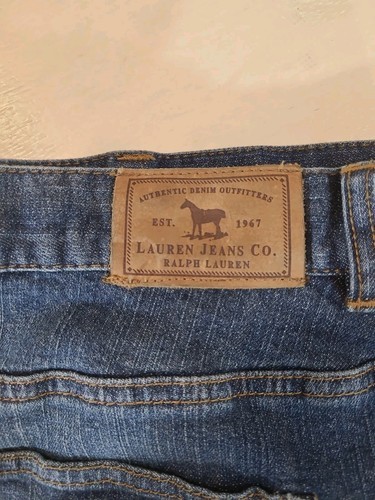 AUTHENTIC DENIM OUTFITTERS
EST. 1967
LAUREN JEANS CO.
RALPH LAUREN